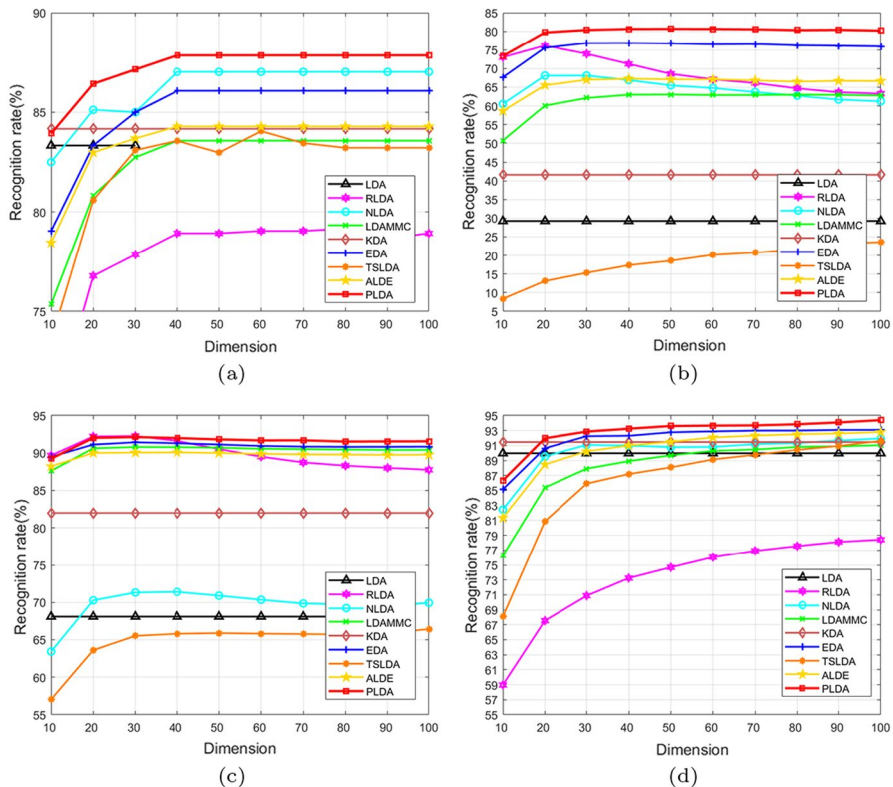 90
85
80
75
Recognition rate(%)
10 20 30 40 50 60 70 80 90 100
Dimension
LDA
RLDA
NLDA
LDAMMC
KDA
EDA
TSLDA
ALDE
PLDA
(a)
85
80
75
70
65
60
55
50
45
40
35
30
25
20
15
10
5
Recognition rate(%)
10 20 30 40 50 60 70 80 90 100
Dimension
LDA
RLDA
NLDA
LDAMMC
KDA
EDA
TSLDA
ALDE
PLDA
(b)
95
90
85
80
75
70
65
60
55
Recognition rate(%)
10 20 30 40 50 60 70 80 90 100
Dimension
LDA
RLDA
NLDA
LDAMMC
KDA
EDA
TSLDA
ALDE
PLDA
(c)
95
93
91
89
87
85
83
81
79
77
75
73
71
69
67
65
63
61
59
57
55
Recognition rate(%)
10 20 30 40 50 60 70 80 90 100
Dimension
LDA
RLDA
NLDA
LDAMMC
KDA
EDA
TSLDA
ALDE
PLDA
(d)